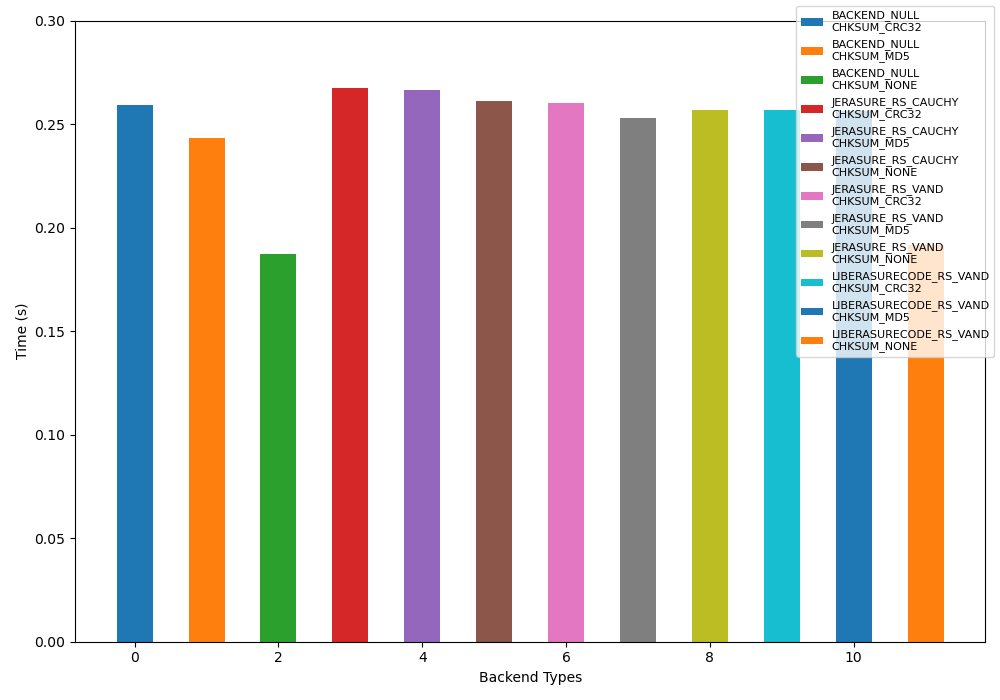 0.30
0.25
0.20
0.15
0.10
0.05
0.00
Time (s)
0 2 4 6 8 10
Backend Types
BACKEND_NULL
CHKSUM_CRC32
BACKEND_NULL
CHKSUM_MD5
BACKEND_NULL
CHKSUM_NONE
JERASURE_RS_CAUCHY
CHKSUM_CRC32
JERASURE_RS_CAUCHY
CHKSUM_MD5
JERASURE_RS_CAUCHY
CHKSUM_NONE
JERASURE_RS_VAND
CHKSUM_CRC32
JERASURE_RS_VAND
CHKSUM_MD5
JERASURE_RS_VAND
CHKSUM_NONE
LIBERASURECODE_RS_VAND
CHKSUM_CRC32
LIBERASURECODE_RS_VAND
CHKSUM_MD5
LIBERASURECODE_RS_VAND
CHKSUM_NONE